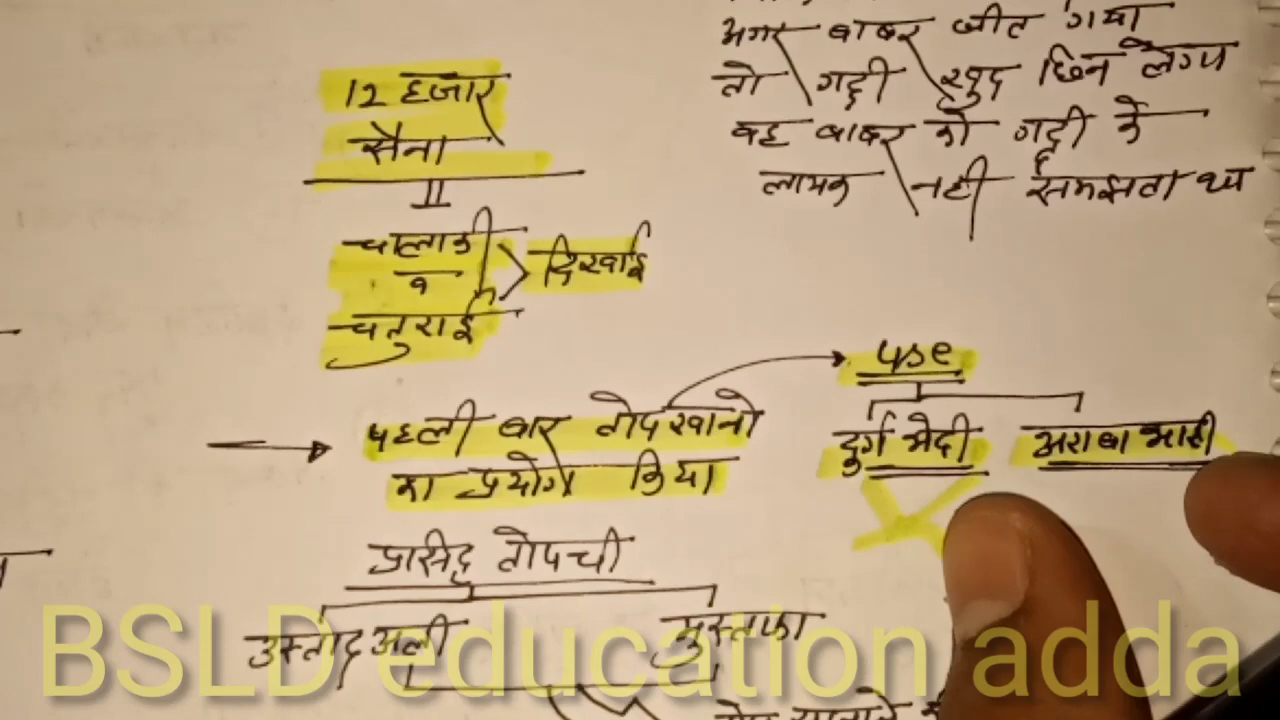 अगर बाबर जीत गया
तो गद्दी खुद छिन लेगा
वह बाबर को गद्दी के
लायक नही समझता था
12 हजार
सैना
चालाकी
व
चतुराई
दिखाई
पहली बार तोपखानो
का प्रयोग किया
use
दुर्ग भेदी
अराबा
प्रसिद्द तोपची
उस्ताद अली
मुस्तफा
BSLD education adda